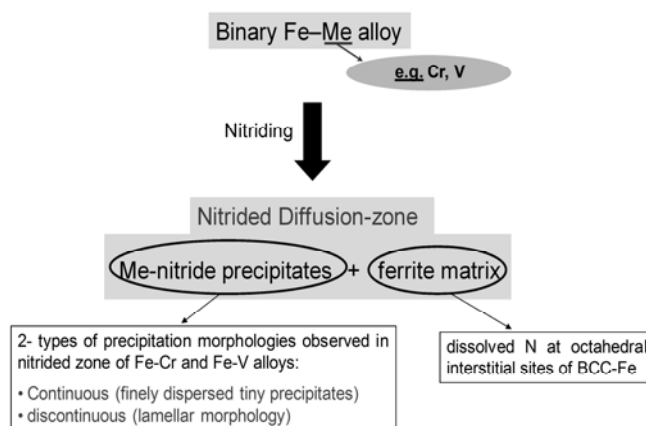 Binary Fe–Me alloy
e.g. Cr, V
Nitriding
Nitrided Diffusion-zone
Me-nitride precipitates + ferrite matrix
2- types of precipitation morphologies observed in
nitrided zone of Fe-Cr and Fe-V alloys:
• Continuous (finely dispersed tiny precipitates)
• discontinuous (lamellar morphology)
dissolved N at octahedral
interstitial sites of BCC-Fe